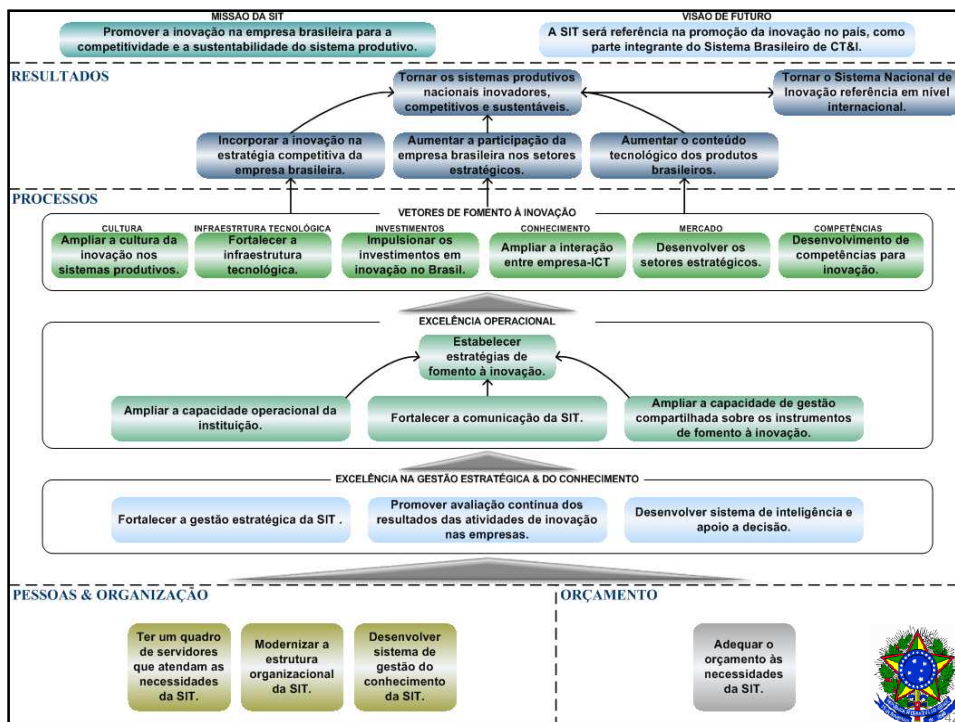 MISSÃO DA SIT
Promover a inovação na empresa brasileira para a
competitividade e a sustentabilidade do sistema produtivo.
VISÃO DE FUTURO
A SIT será referência na promoção da inovação no país, como
parte integrante do Sistema Brasileiro de CT&I.
RESULTADOS
Tornar os sistemas produtivos
nacionais inovadores,
competitivos e sustentáveis.
Tornar o Sistema Nacional de
Inovação referência em nível
internacional.
Incorporar a inovação na
estratégia competitiva da
empresa brasileira.
Aumentar a participação da
empresa brasileira nos setores
estratégicos.
Aumentar o conteúdo
tecnológico dos produtos
brasileiros.
PROCESSOS
VETORES DE FOMENTO À INOVAÇÃO
CULTURA
Ampliar a cultura da
inovação nos
sistemas produtivos.
INFRAESTRTURA TECNOLÓGICA
Fortalecer a
infraestrutura
tecnológica.
INVESTIMENTOS
Impulsionar os
investimentos em
inovação no Brasil.
CONHECIMENTO
Ampliar a interação
entre empresa-ICT
MERCADO
Desenvolver os
setores estratégicos.
COMPETÊNCIAS
Desenvolvimento de
competências para
inovação.
EXCELÊNCIA OPERACIONAL
Estabelecer
estratégias de
fomento à inovação.
Ampliar a capacidade operacional da
instituição.
Fortalecer a comunicação da SIT.
Ampliar a capacidade de gestão
compartilhada sobre os instrumentos
de fomento à inovação.
EXCELÊNCIA NA GESTÃO ESTRATÉGICA & DO CONHECIMENTO
Fortalecer a gestão estratégica da SIT .
Promover avaliação contínua dos
resultados das atividades de inovação
nas empresas.
Desenvolver sistema de inteligência e
apoio a decisão.
PESSOAS & ORGANIZAÇÃO
Ter um quadro
de servidores
que atendam as
necessidades
da SIT.
Modernizar a
estrutura
organizacional
da SIT.
Desenvolver
sistema de
gestão do
conhecimento
da SIT.
ORÇAMENTO
Adequar o
orçamento às
necessidades
da SIT.